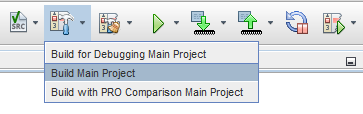 SRC
Build for Debugging Main Project
Build Main Project
Build with PRO Comparison Main Project